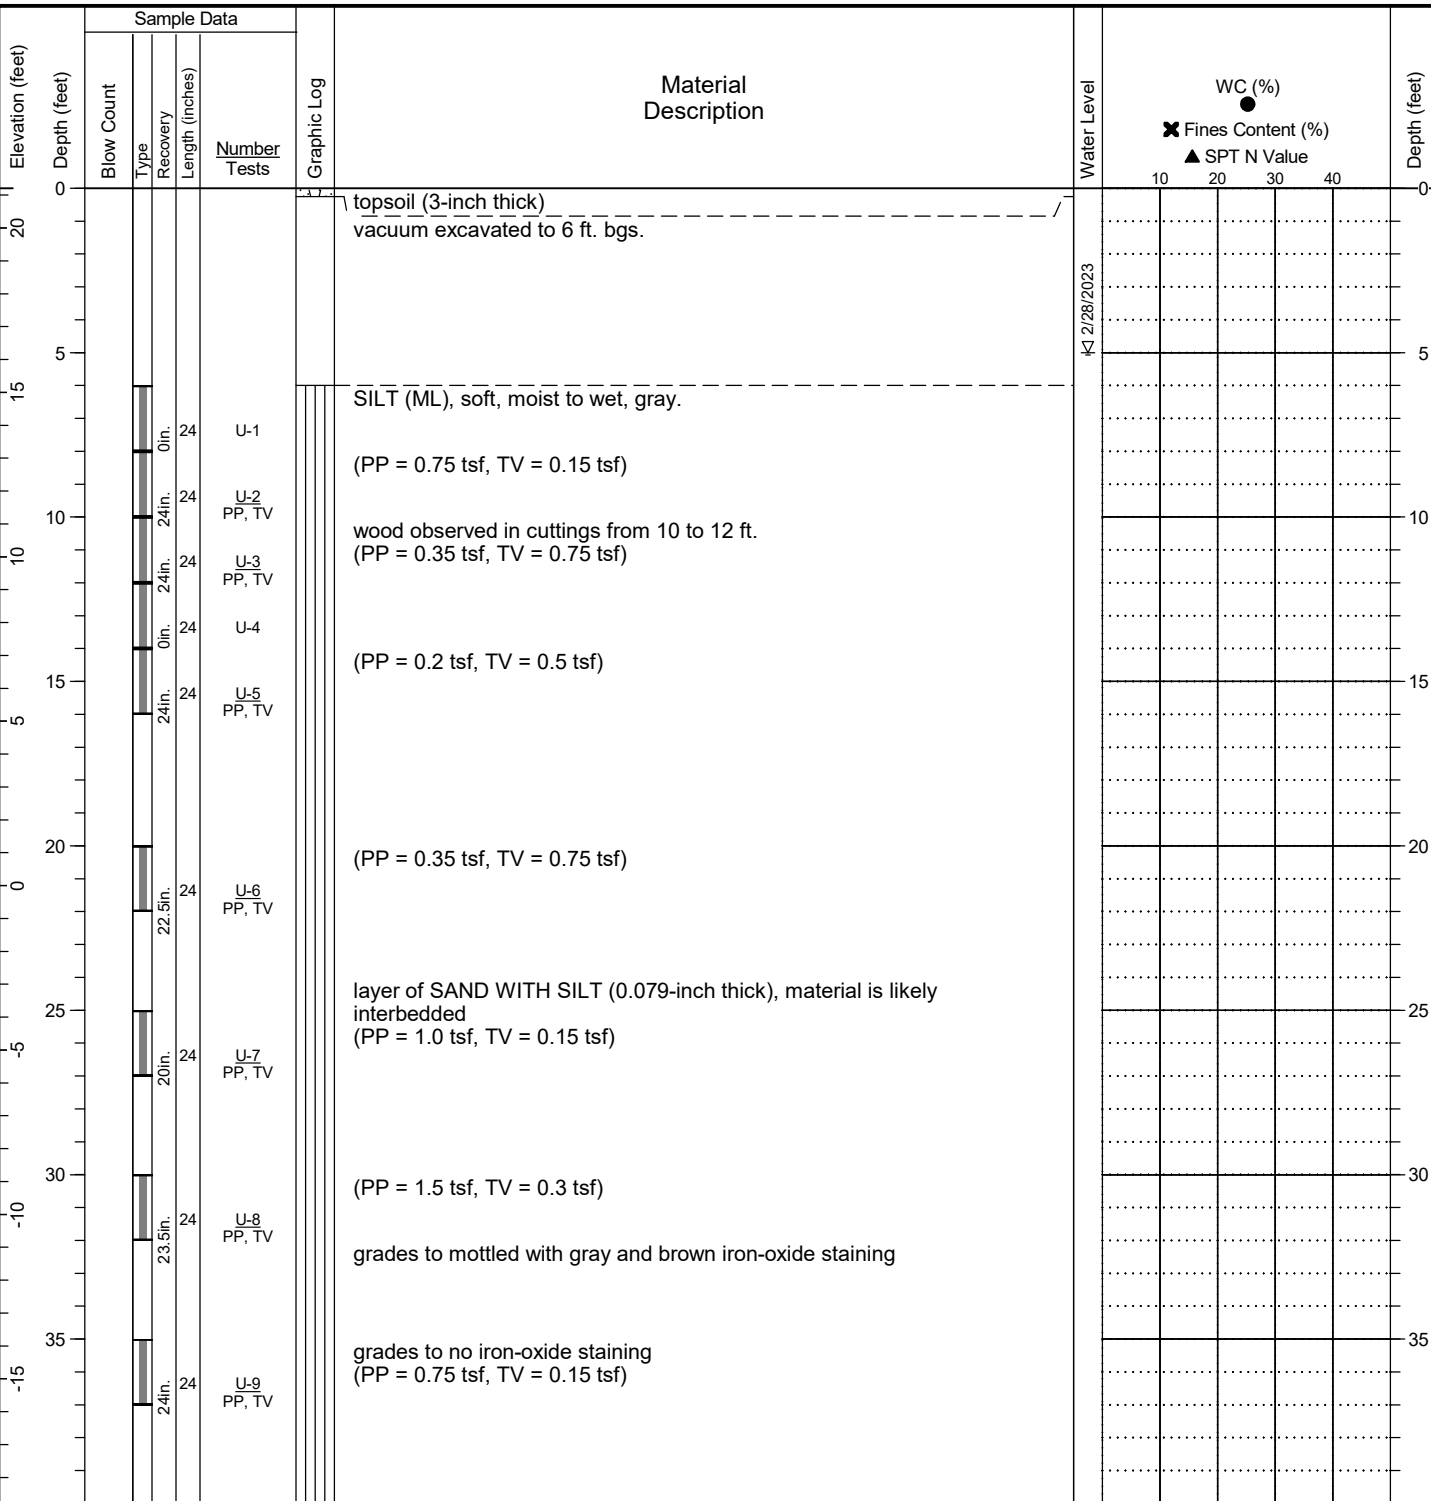 Sample Data
Elevation (feet)
Depth (feet)
Blow Count
Type
Recovery
Length (inches)
Number
Tests
Graphic Log
Material
Description
Water Level
WC (%)
Fines Content (%)
SPT N Value
10 20 30 40
Depth (feet)
0
topsoil (3-inch thick)
0
20
vacuum excavated to 6 ft. bgs.
2/28/2023
5
5
15
SILT (ML), soft, moist to wet, gray.
0in. 24 U-1
(PP = 0.75 tsf, TV = 0.15 tsf)
24in. 24 U-2
PP, TV
10
10
wood observed in cuttings from 10 to 12 ft.
10
(PP = 0.35 tsf, TV = 0.75 tsf)
24in. 24 U-3
PP, TV
0in. 24 U-4
(PP = 0.2 tsf, TV = 0.5 tsf)
15
15
24in. 24 U-5
PP, TV
5
20
(PP = 0.35 tsf, TV = 0.75 tsf)
20
0
22.5in. 24 U-6
PP, TV
layer of SAND WITH SILT (0.079-inch thick), material is likely
interbedded
25
25
(PP = 1.0 tsf, TV = 0.15 tsf)
-5
20in. 24 U-7
PP, TV
30
30
(PP = 1.5 tsf, TV = 0.3 tsf)
-10
23.5in. 24 U-8
PP, TV
grades to mottled with gray and brown iron-oxide staining
35
35
grades to no iron-oxide staining
(PP = 0.75 tsf, TV = 0.15 tsf)
-15
24in. 24 U-9
PP, TV